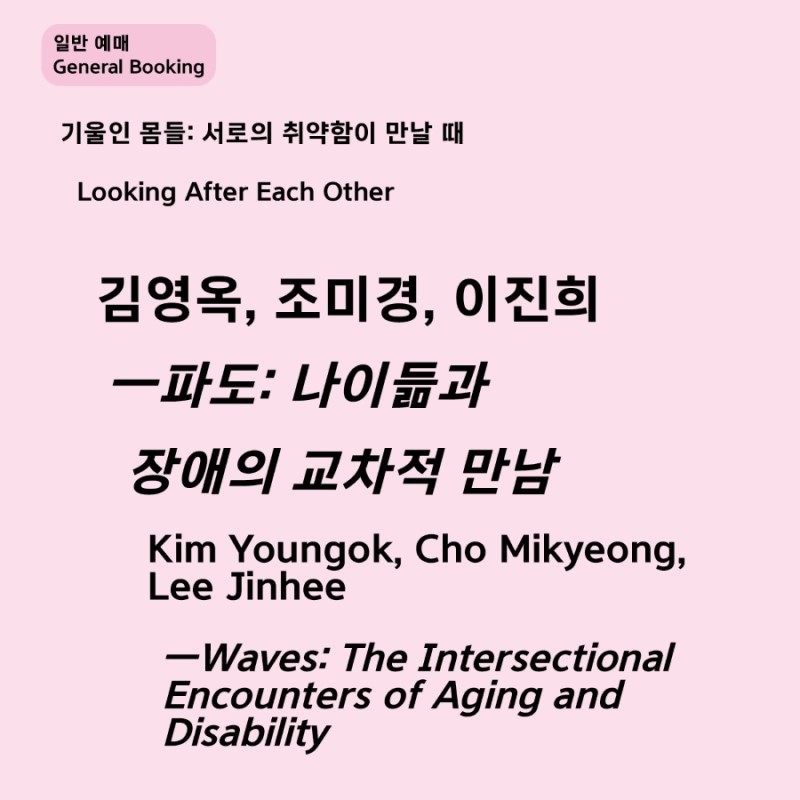 일반 예매
General Booking
기울인 몸들: 서로의 취약함이 만날 때
Looking After Each Other
김영옥, 조미경, 이진희
—파도: 나이듦과
장애의 교차적 만남
Kim Youngok, Cho Mikyeong,
Lee Jinhee
—Waves: The Intersectional
Encounters of Aging and
Disability